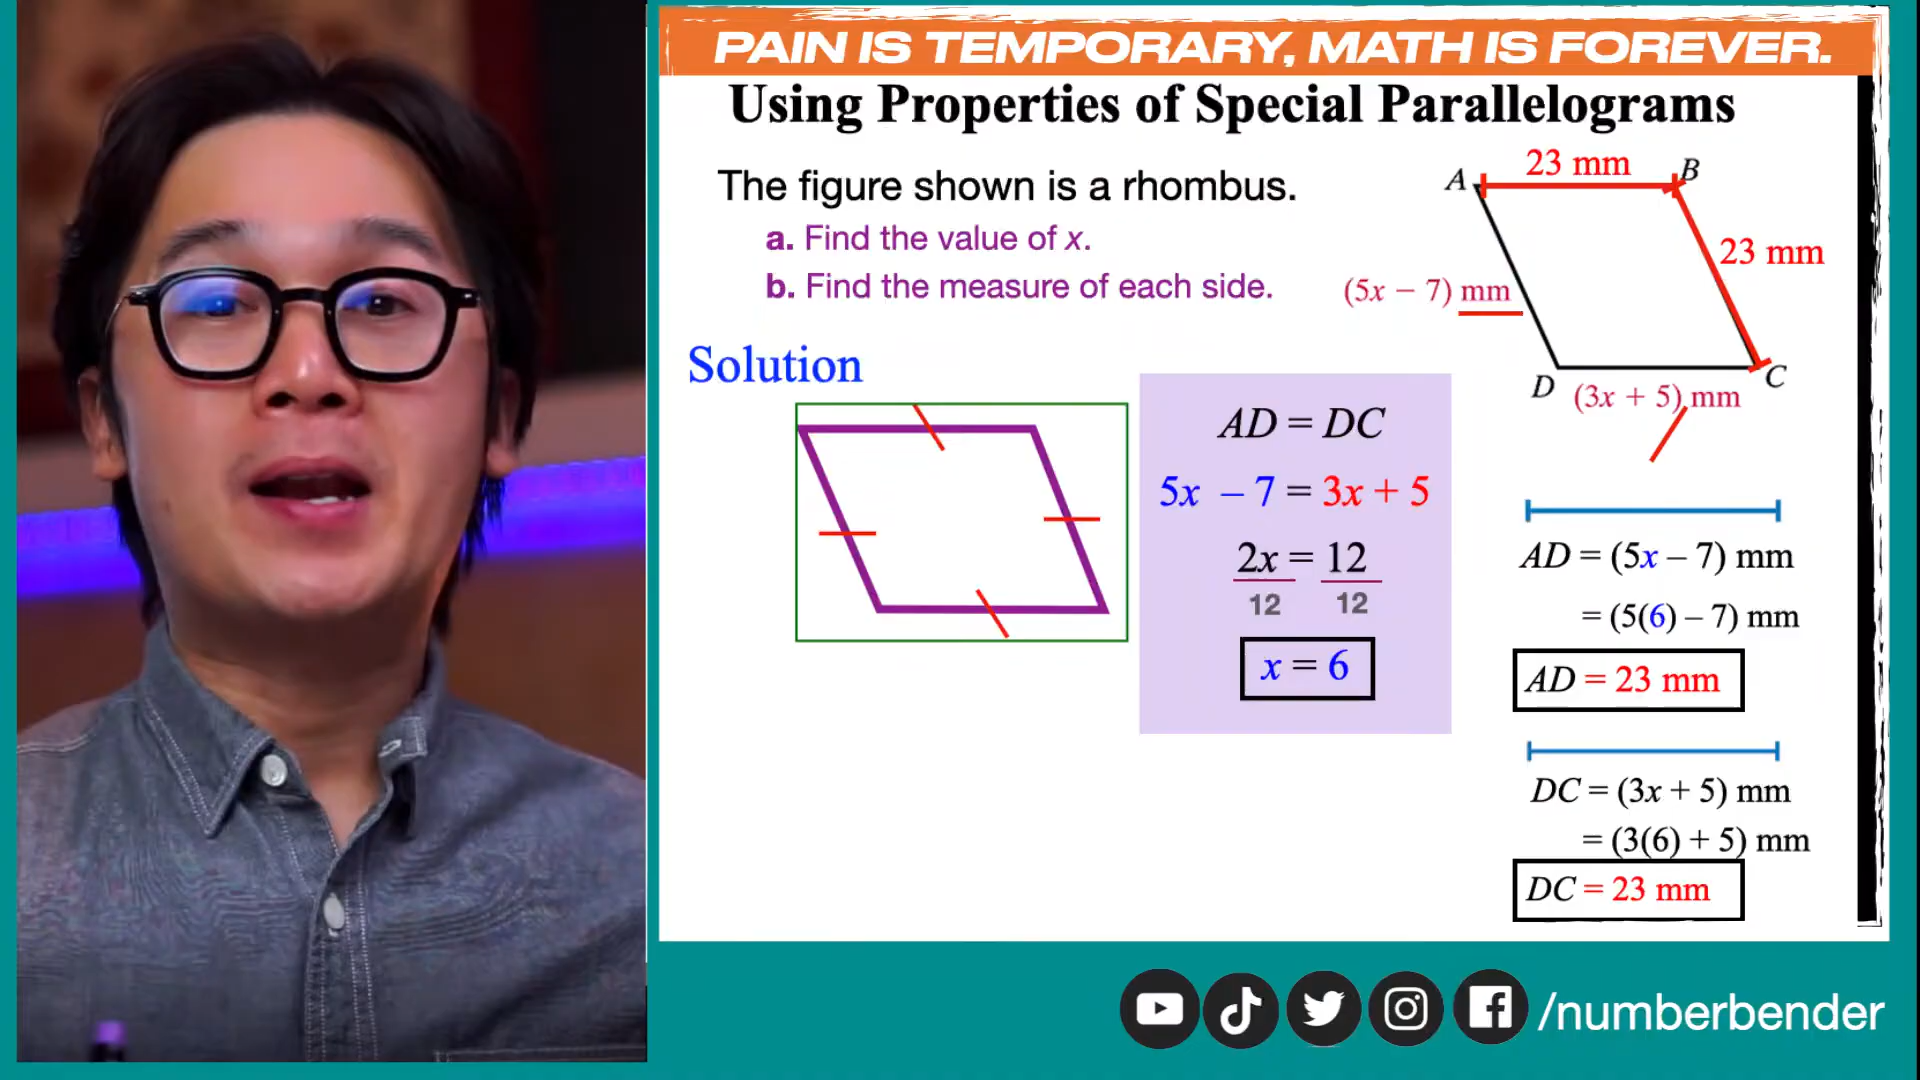 PAIN IS TEMPORARY, MATH IS FOREVER.
Using Properties of Special Parallelograms
The figure shown is a rhombus.
a. Find the value of x.
b. Find the measure of each side.
A
23 mm
B
23 mm
(5x − 7) mm
D
(3x + 5) mm
C
Solution
AD = DC
5x – 7 = 3x + 5
2x = 12
12 12
x = 6
AD = (5x – 7) mm
= (5(6) – 7) mm
AD = 23 mm
DC = (3x + 5) mm
= (3(6) + 5) mm
DC = 23 mm
/numberbender